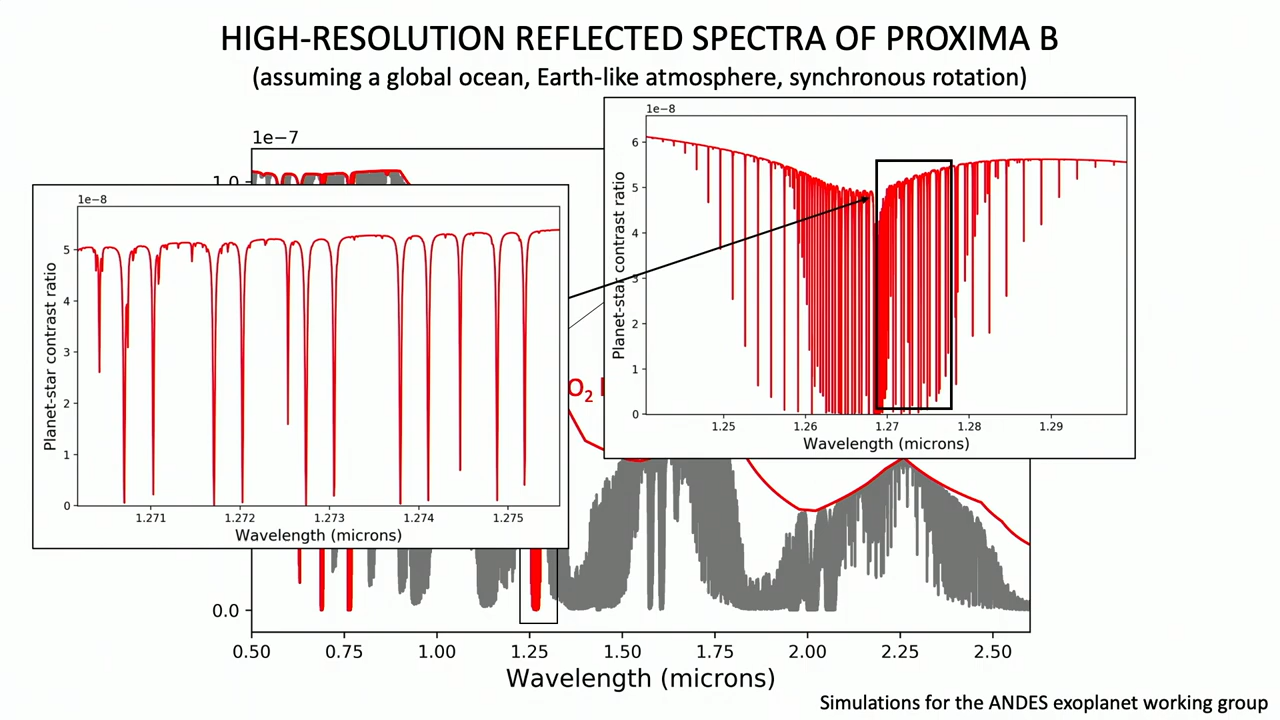 HIGH-RESOLUTION REFLECTED SPECTRA OF PROXIMA B
(assuming a global ocean, Earth-like atmosphere, synchronous rotation)
1e-7
1.0
0.0
0.50 0.75 1.00 1.25 1.50 1.75 2.00 2.25 2.50
Wavelength (microns)
O₂
1e-8
Planet-star contrast ratio
5
4
3
2
1
0
1.271 1.272 1.273 1.274 1.275
Wavelength (microns)
1e-8
Planet-star contrast ratio
6
5
4
3
2
1
0
1.25 1.26 1.27 1.28 1.29
Wavelength (microns)
Simulations for the ANDES exoplanet working group